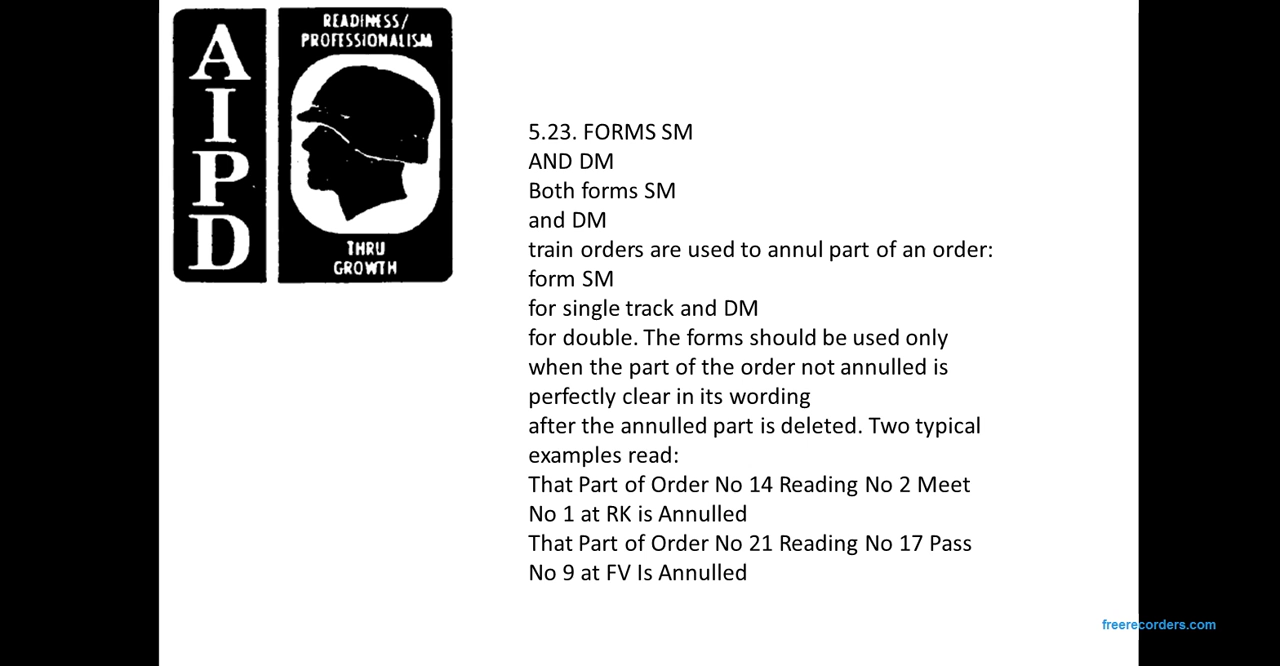 A
I
P
D
READINESS/
PROFESSIONALISM
THRU
GROWTH
5.23. FORMS SM
AND DM
Both forms SM
and DM
train orders are used to annul part of an order:
form SM
for single track and DM
for double. The forms should be used only
when the part of the order not annulled is
perfectly clear in its wording
after the annulled part is deleted. Two typical
examples read:
That Part of Order No 14 Reading No 2 Meet
No 1 at RK is Annulled
That Part of Order No 21 Reading No 17 Pass
No 9 at FV Is Annulled
freerecorders.com